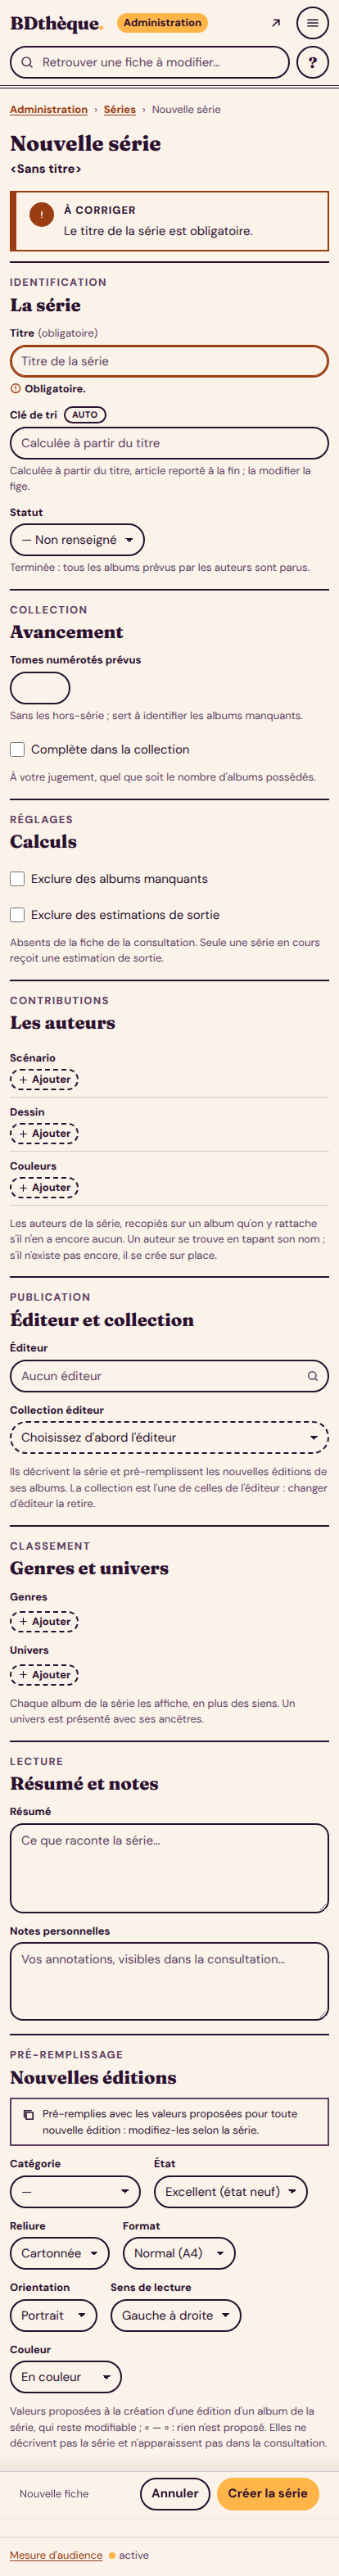 BDthèque.
Administration
Retrouver une fiche à modifier…
?
Administration › Séries › Nouvelle série
Nouvelle série
<Sans titre>
!
À CORRIGER
Le titre de la série est obligatoire.
IDENTIFICATION
La série
Titre (obligatoire)
Titre de la série
Obligatoire.
Clé de tri AUTO
Calculée à partir du titre
Calculée à partir du titre, article reporté à la fin ; la modifier la
fige.
Statut
— Non renseigné
Terminée : tous les albums prévus par les auteurs sont parus.
COLLECTION
Avancement
Tomes numérotés prévus
Sans les hors-série ; sert à identifier les albums manquants.
Complète dans la collection
À votre jugement, quel que soit le nombre d'albums possédés.
RÉGLAGES
Calculs
Exclure des albums manquants
Exclure des estimations de sortie
Absents de la fiche de la consultation. Seule une série en cours
reçoit une estimation de sortie.
CONTRIBUTIONS
Les auteurs
Scénario
+ Ajouter
Dessin
+ Ajouter
Couleurs
+ Ajouter
Les auteurs de la série, recopiés sur un album qu'on y rattache
s'il n'en a encore aucun. Un auteur se trouve en tapant son nom ;
s'il n'existe pas encore, il se crée sur place.
PUBLICATION
Éditeur et collection
Éditeur
Aucun éditeur
Collection éditeur
Choisissez d'abord l'éditeur
Ils décrivent la série et pré-remplissent les nouvelles éditions de
ses albums. La collection est l'une de celles de l'éditeur : changer
d'éditeur la retire.
CLASSEMENT
Genres et univers
Genres
+ Ajouter
Univers
+ Ajouter
Chaque album de la série les affiche, en plus des siens. Un
univers est présenté avec ses ancêtres.
LECTURE
Résumé et notes
Résumé
Ce que raconte la série…
Notes personnelles
Vos annotations, visibles dans la consultation…
PRÉ-REMPLISSAGE
Nouvelles éditions
Pré-remplies avec les valeurs proposées pour toute
nouvelle édition : modifiez-les selon la série.
Catégorie État
— Excellent (état neuf)
Reliure Format
Cartonnée Normal (A4)
Orientation Sens de lecture
Portrait Gauche à droite
Couleur
En couleur
Valeurs proposées à la création d'une édition d'un album de la
série, qui reste modifiable ; « — » : rien n'est proposé. Elles ne
décrivent pas la série et n'apparaissent pas dans la consultation.
Nouvelle fiche Annuler Créer la série
Mesure d'audience active